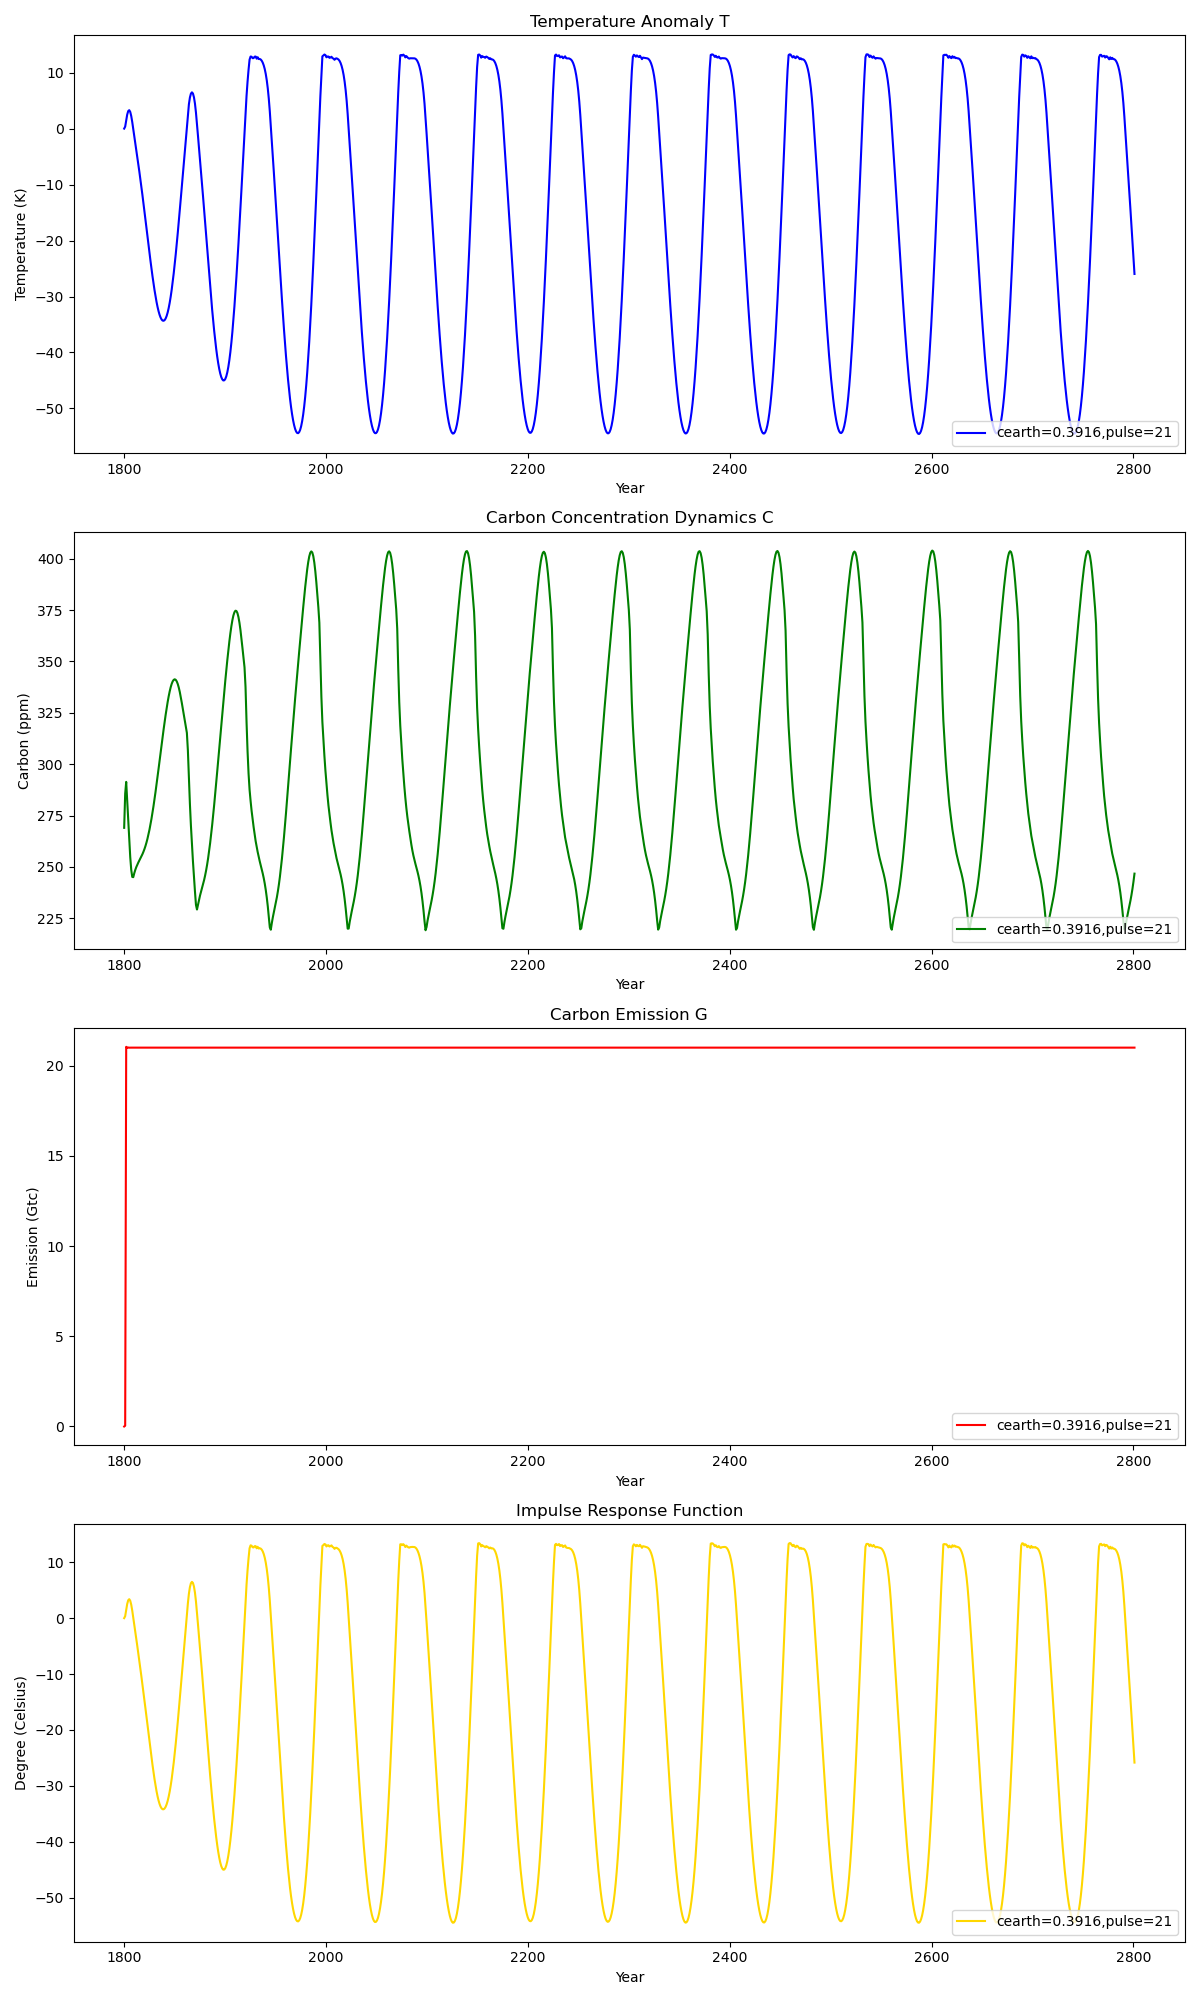 Temperature Anomaly T
10
0
−10
−20
−30
−40
−50
Temperature (K)
cearth=0.3916,pulse=21
1800 2000 2200 2400 2600 2800
Year
Carbon Concentration Dynamics C
400
375
350
325
300
275
250
225
Carbon (ppm)
cearth=0.3916,pulse=21
1800 2000 2200 2400 2600 2800
Year
Carbon Emission G
20
15
10
5
0
Emission (Gtc)
cearth=0.3916,pulse=21
1800 2000 2200 2400 2600 2800
Year
Impulse Response Function
10
0
−10
−20
−30
−40
−50
Degree (Celsius)
cearth=0.3916,pulse=21
1800 2000 2200 2400 2600 2800
Year